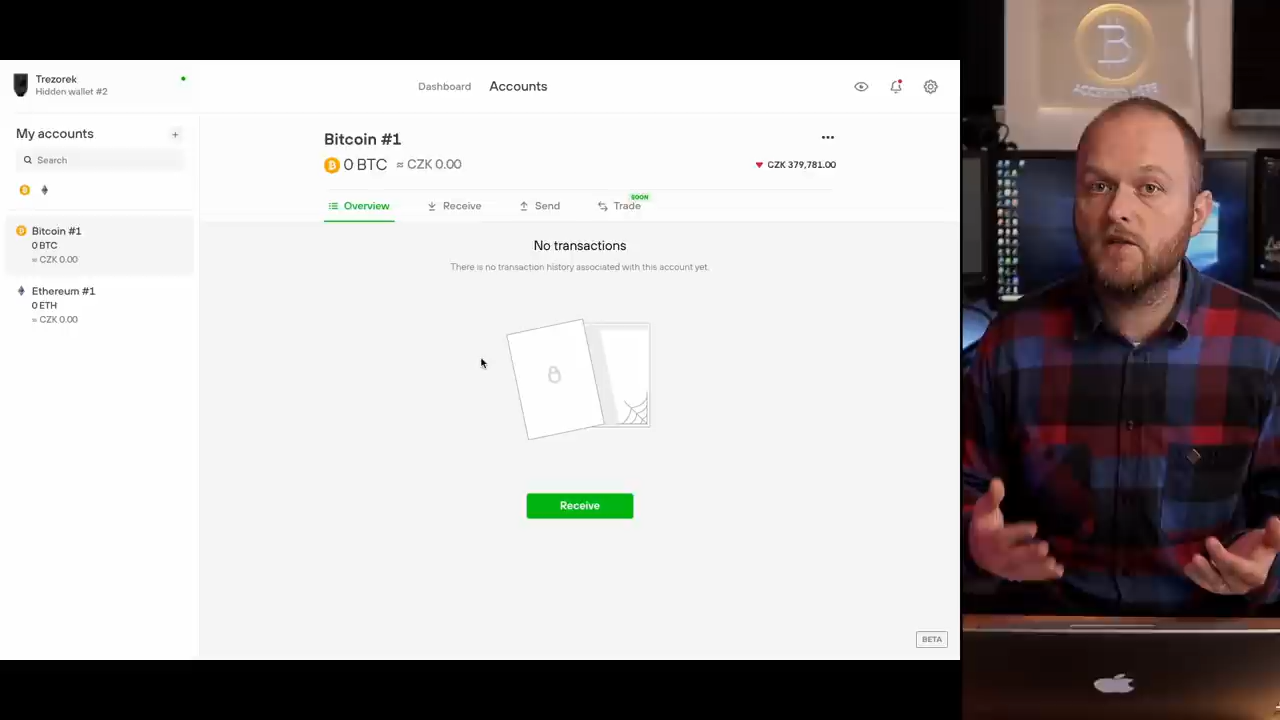 Trezorek
Hidden wallet #2
Dashboard
Accounts
My accounts
+
Search
Bitcoin #1
0 BTC
≈ CZK 0.00
Ethereum #1
0 ETH
≈ CZK 0.00
Bitcoin #1
0 BTC ≈ CZK 0.00
CZK 379,781.00
Overview
Receive
Send
Trade
SOON
No transactions
There is no transaction history associated with this account yet.
Receive
BETA
ACCEPTED HERE